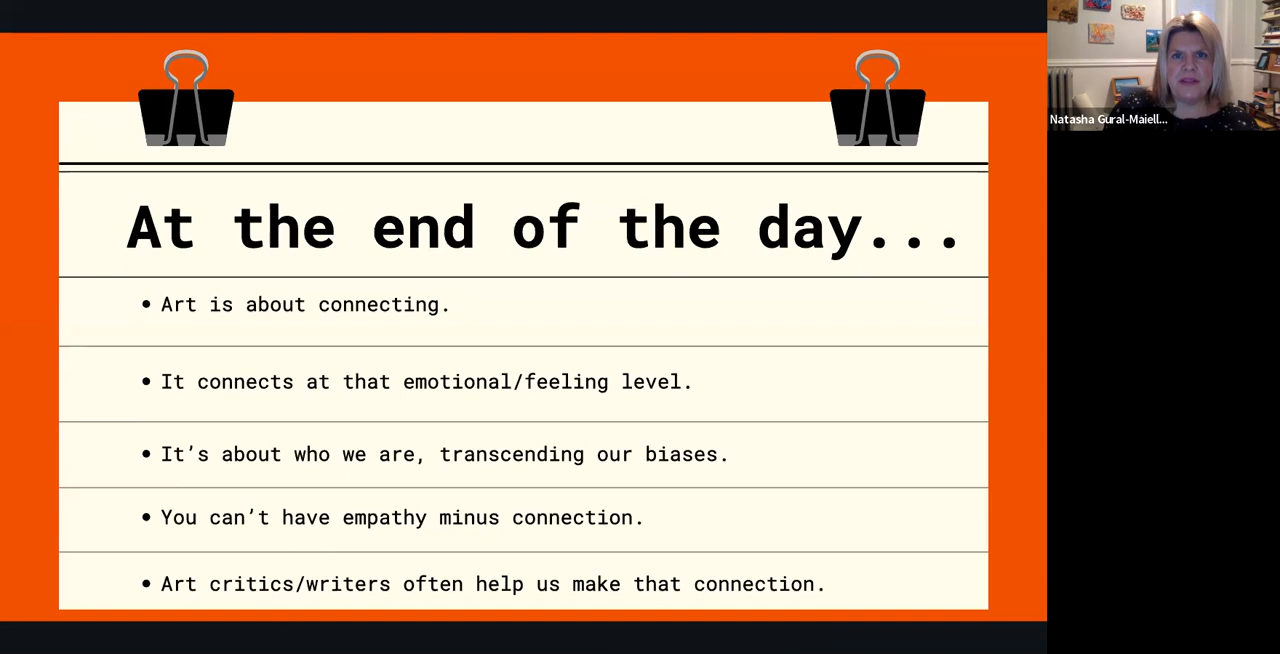 At the end of the day...
• Art is about connecting.
• It connects at that emotional/feeling level.
• It’s about who we are, transcending our biases.
• You can’t have empathy minus connection.
• Art critics/writers often help us make that connection.
Natasha Gural-Maiell...